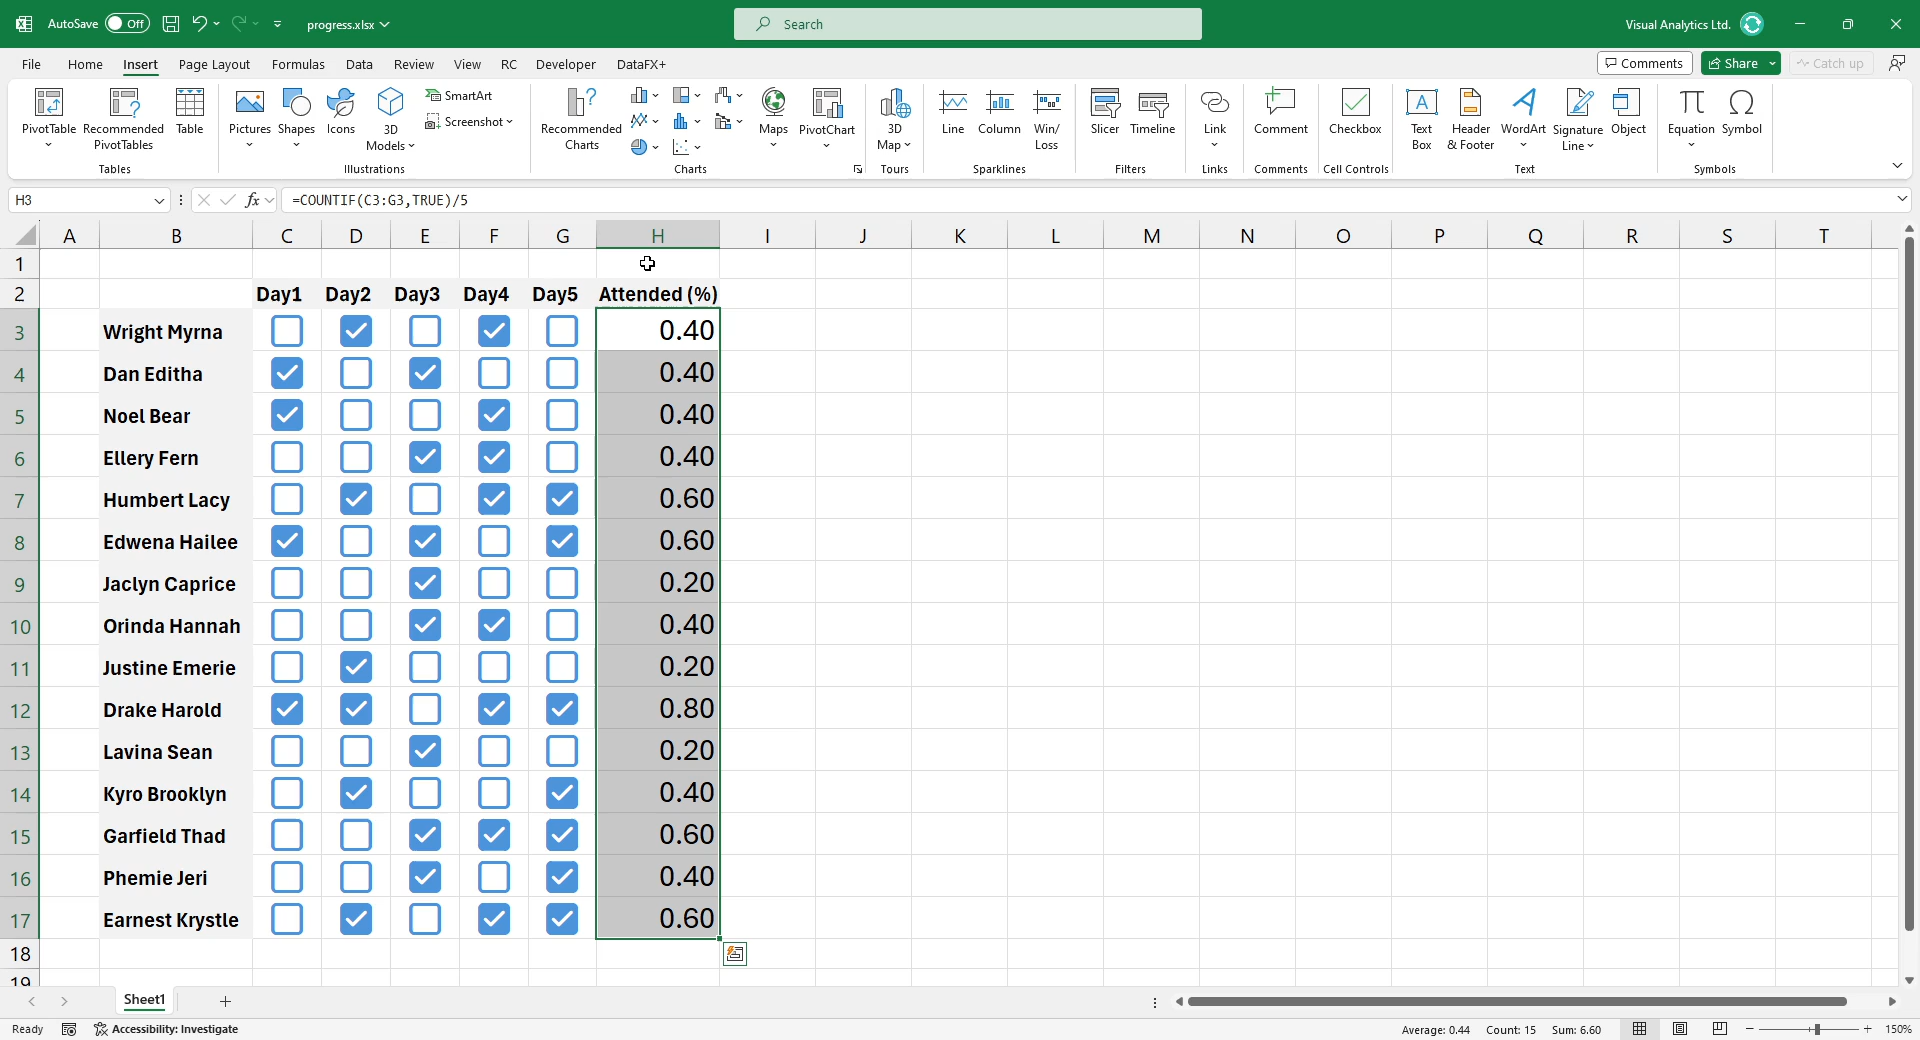 AutoSave Off progress.xlsx Search Visual Analytics Ltd.
File Home Insert Page Layout Formulas Data Review View RC Developer DataFX+ Comments Share Catch up
PivotTable Recommended PivotTables Table
Tables
Pictures Shapes Icons 3D Models SmartArt Screenshot
Illustrations
Recommended Charts Maps PivotChart
Charts
3D Map
Tours
Line Column Win/Loss
Sparklines
Slicer Timeline
Filters
Link
Links
Comment
Comments
Checkbox
Cell Controls
Text Box Header & Footer WordArt Signature Line Object
Text
Equation Symbol
Symbols
H3 fx =COUNTIF(C3:G3,TRUE)/5
A B C D E F G H I J K L M N O P Q R S T
1
2 Day1 Day2 Day3 Day4 Day5 Attended (%)
3 Wright Myrna 0.40
4 Dan Editha 0.40
5 Noel Bear 0.40
6 Ellery Fern 0.40
7 Humbert Lacy 0.60
8 Edwena Hailee 0.60
9 Jaclyn Caprice 0.20
10 Orinda Hannah 0.40
11 Justine Emerie 0.20
12 Drake Harold 0.80
13 Lavina Sean 0.20
14 Kyro Brooklyn 0.40
15 Garfield Thad 0.60
16 Phemie Jeri 0.40
17 Earnest Krystle 0.60
18
19
Sheet1
Ready Accessibility: Investigate Average: 0.44 Count: 15 Sum: 6.60 150%